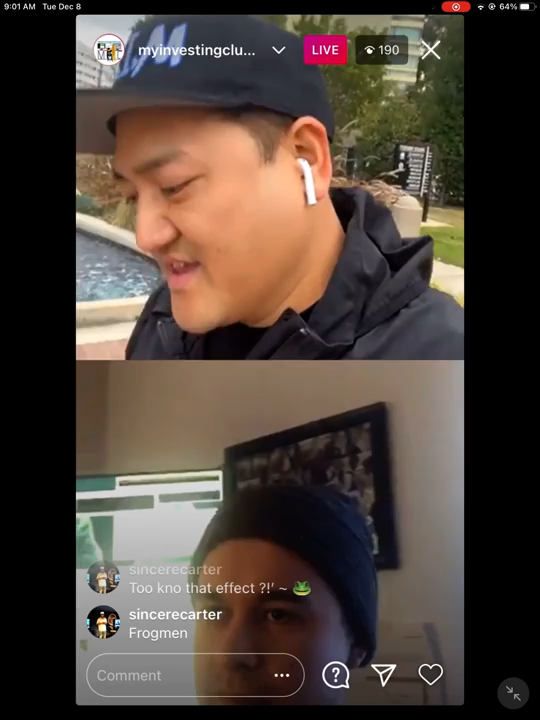 9:01 AM Tue Dec 8
64%
myinvestingclu...
LIVE
190
sincerecarter
Too kno that effect ?!' ~ 🐸
sincerecarter
Frogmen
Comment